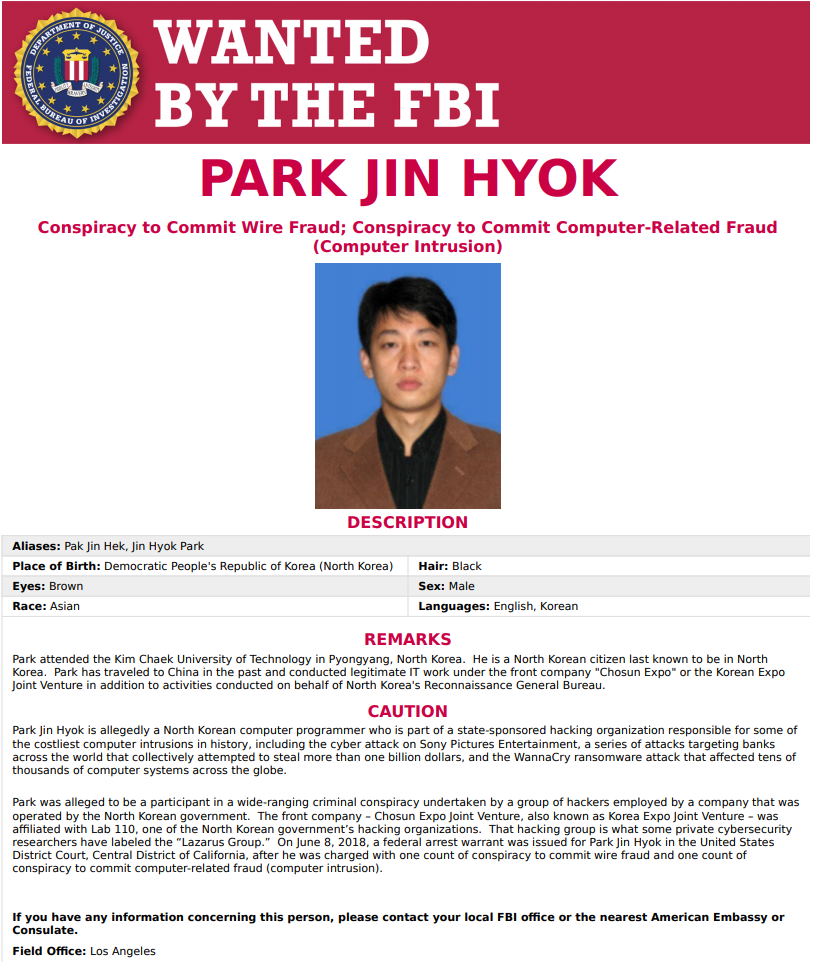 DEPARTMENT OF JUSTICE
FEDERAL BUREAU OF INVESTIGATION
WANTED
BY THE FBI
PARK JIN HYOK
Conspiracy to Commit Wire Fraud; Conspiracy to Commit Computer-Related Fraud
(Computer Intrusion)
DESCRIPTION
Aliases: Pak Jin Hek, Jin Hyok Park
Place of Birth: Democratic People's Republic of Korea (North Korea) Hair: Black
Eyes: Brown Sex: Male
Race: Asian Languages: English, Korean
REMARKS
Park attended the Kim Chaek University of Technology in Pyongyang, North Korea. He is a North Korean citizen last known to be in North
Korea. Park has traveled to China in the past and conducted legitimate IT work under the front company "Chosun Expo" or the Korean Expo
Joint Venture in addition to activities conducted on behalf of North Korea's Reconnaissance General Bureau.
CAUTION
Park Jin Hyok is allegedly a North Korean computer programmer who is part of a state-sponsored hacking organization responsible for some of
the costliest computer intrusions in history, including the cyber attack on Sony Pictures Entertainment, a series of attacks targeting banks
across the world that collectively attempted to steal more than one billion dollars, and the WannaCry ransomware attack that affected tens of
thousands of computer systems across the globe.
Park was alleged to be a participant in a wide-ranging criminal conspiracy undertaken by a group of hackers employed by a company that was
operated by the North Korean government. The front company – Chosun Expo Joint Venture, also known as Korea Expo Joint Venture – was
affiliated with Lab 110, one of the North Korean government’s hacking organizations. That hacking group is what some private cybersecurity
researchers have labeled the “Lazarus Group.” On June 8, 2018, a federal arrest warrant was issued for Park Jin Hyok in the United States
District Court, Central District of California, after he was charged with one count of conspiracy to commit wire fraud and one count of
conspiracy to commit computer-related fraud (computer intrusion).
If you have any information concerning this person, please contact your local FBI office or the nearest American Embassy or
Consulate.
Field Office: Los Angeles